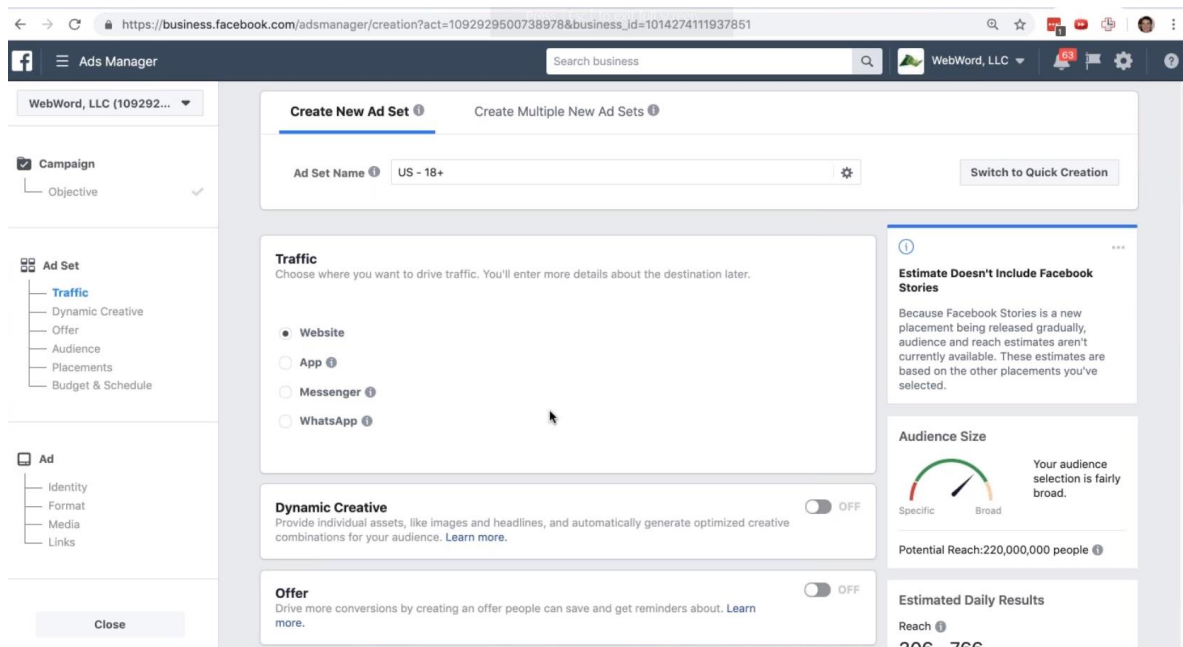 https://business.facebook.com/adsmanager/creation?act=1092929500738978&business_id=1014274111937851
1
f
Ads Manager
Search business
WebWord, LLC
63
?
WebWord, LLC (109292...
Campaign
Objective
Ad Set
Traffic
Dynamic Creative
Offer
Audience
Placements
Budget & Schedule
Ad
Identity
Format
Media
Links
Close
Create New Ad Set
Create Multiple New Ad Sets
Ad Set Name
US - 18+
Switch to Quick Creation
Traffic
Choose where you want to drive traffic. You'll enter more details about the destination later.
Website
App
Messenger
WhatsApp
Dynamic Creative
OFF
Provide individual assets, like images and headlines, and automatically generate optimized creative
combinations for your audience. Learn more.
Offer
OFF
Drive more conversions by creating an offer people can save and get reminders about. Learn
more.
Estimate Doesn't Include Facebook
Stories
Because Facebook Stories is a new
placement being released gradually,
audience and reach estimates aren't
currently available. These estimates are
based on the other placements you've
selected.
Audience Size
Your audience
selection is fairly
broad.
Specific
Broad
Potential Reach:220,000,000 people
Estimated Daily Results
Reach